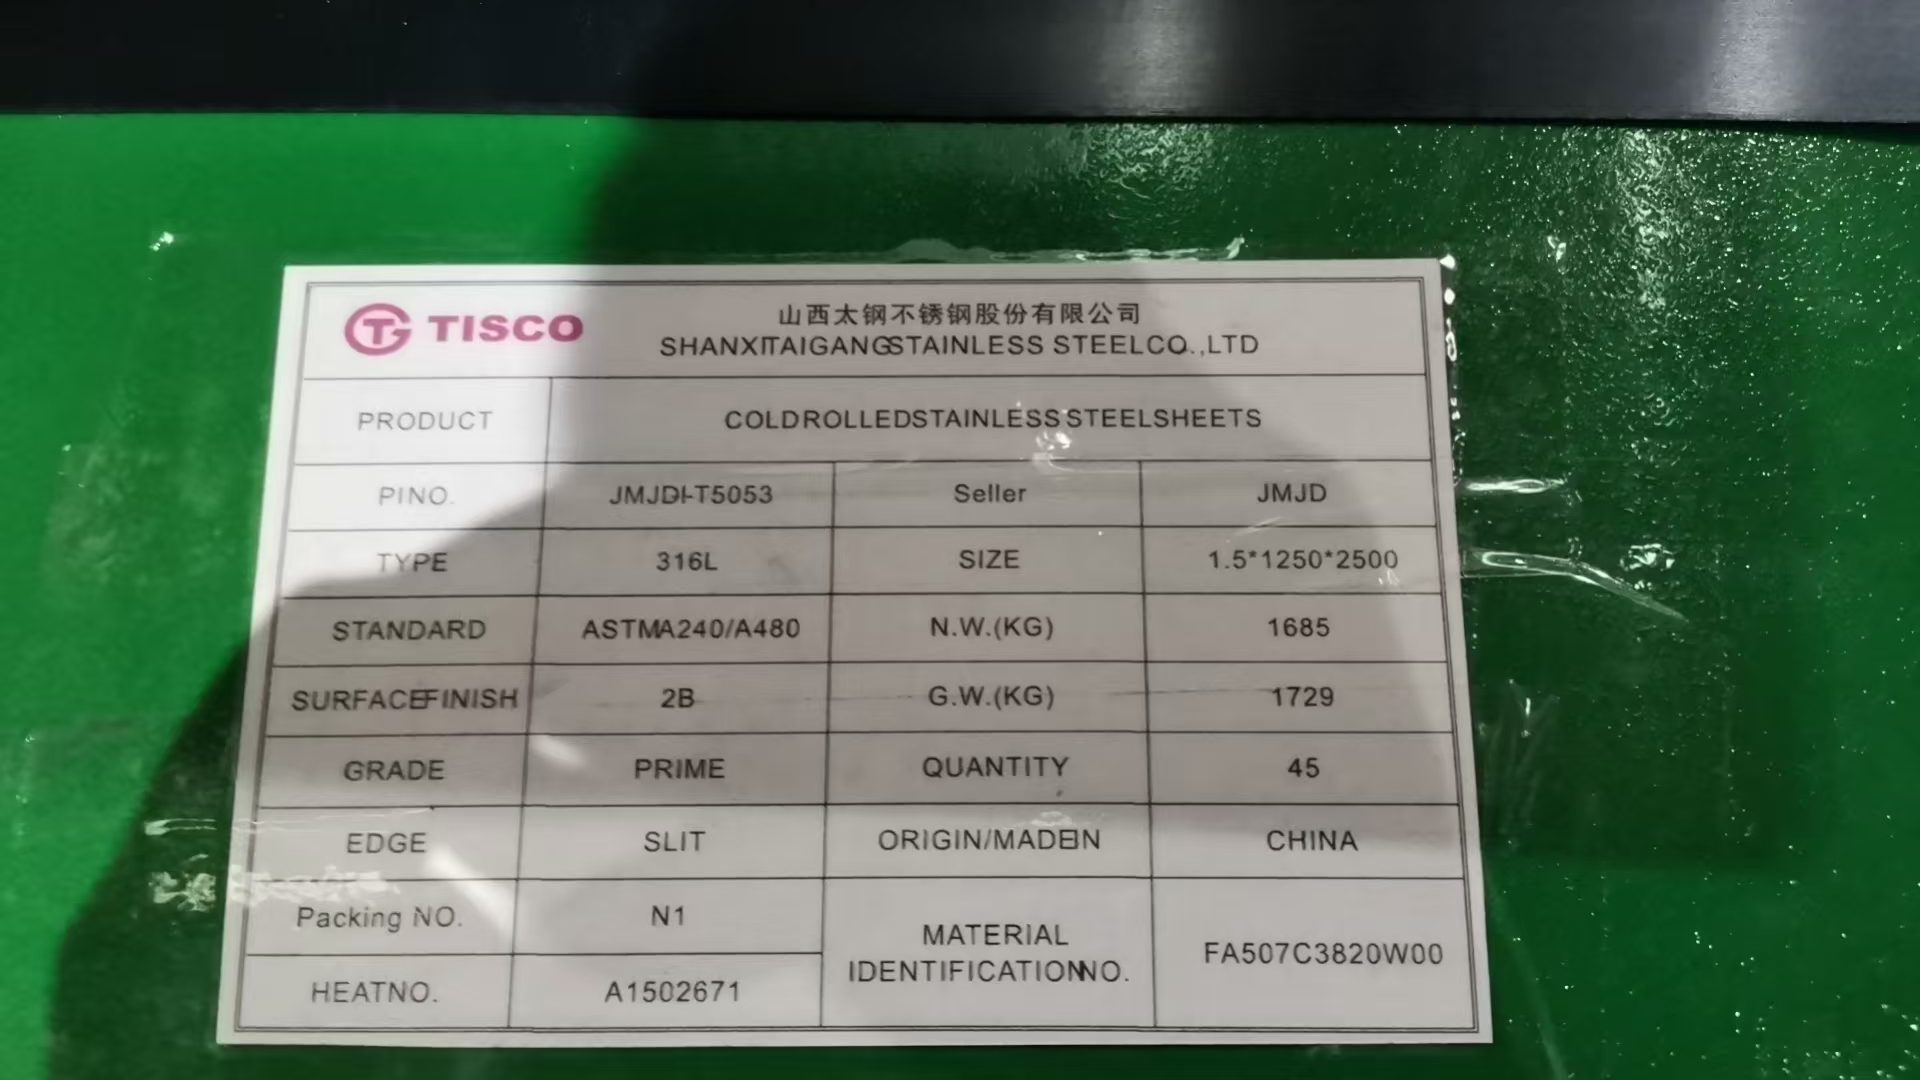 TISCO
山西太钢不锈钢股份有限公司
SHANXITAIGANGSTAINLESS STEELCO.,LTD
PRODUCT COLDROLLEDSTAINLESSSTEELSHEETS
PINO. JMJDI-T5053 Seller JMJD
TYPE 316L SIZE 1.5*1250*2500
STANDARD ASTMA240/A480 N.W.(KG) 1685
SURFACEFINISH 2B G.W.(KG) 1729
GRADE PRIME QUANTITY 45
EDGE SLIT ORIGIN/MADEIN CHINA
Packing NO. N1
MATERIAL
IDENTIFICATIONNO. FA507C3820W00
HEATNO. A1502671